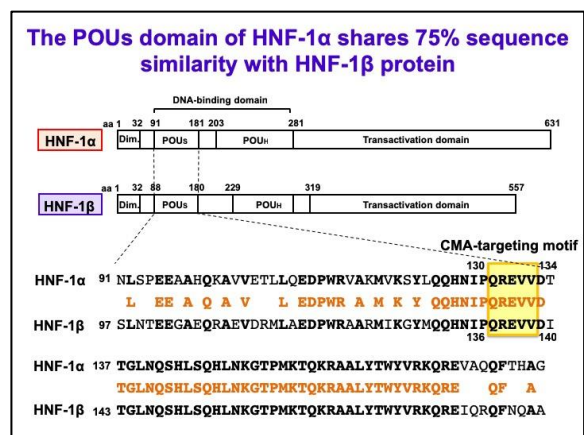 The POUs domain of HNF-1α shares 75% sequence
similarity with HNF-1β protein
DNA-binding domain
aa 1 32 91 181 203 281 631
HNF-1α Dim. POUS POUH Transactivation domain
aa 1 32 88 180 229 319 557
HNF-1β Dim. POUS POUH Transactivation domain
CMA-targeting motif
130 134
HNF-1α 91 NLSPEEAAHQKAVVETLLQEDPWRVAKMVKSYLQQHNIPQREVVDT
L EE A Q A V L EDPWR A M K Y QQHNIPQREVVD
HNF-1β 97 SLNTEEGAEQRAEVDRMLAEDPWRAARMIKGYMQQHNIPQREVVDI
136 140
HNF-1α 137 TGLNQSHLSQHLNKGTPMKTQKRAALYTWYVRKQREVAQQFTHAG
TGLNQSHLSQHLNKGTPMKTQKRAALYTWYVRKQRE QF A
HNF-1β 143 TGLNQSHLSQHLNKGTPMKTQKRAALYTWYVRKQREIQRQFNQAA